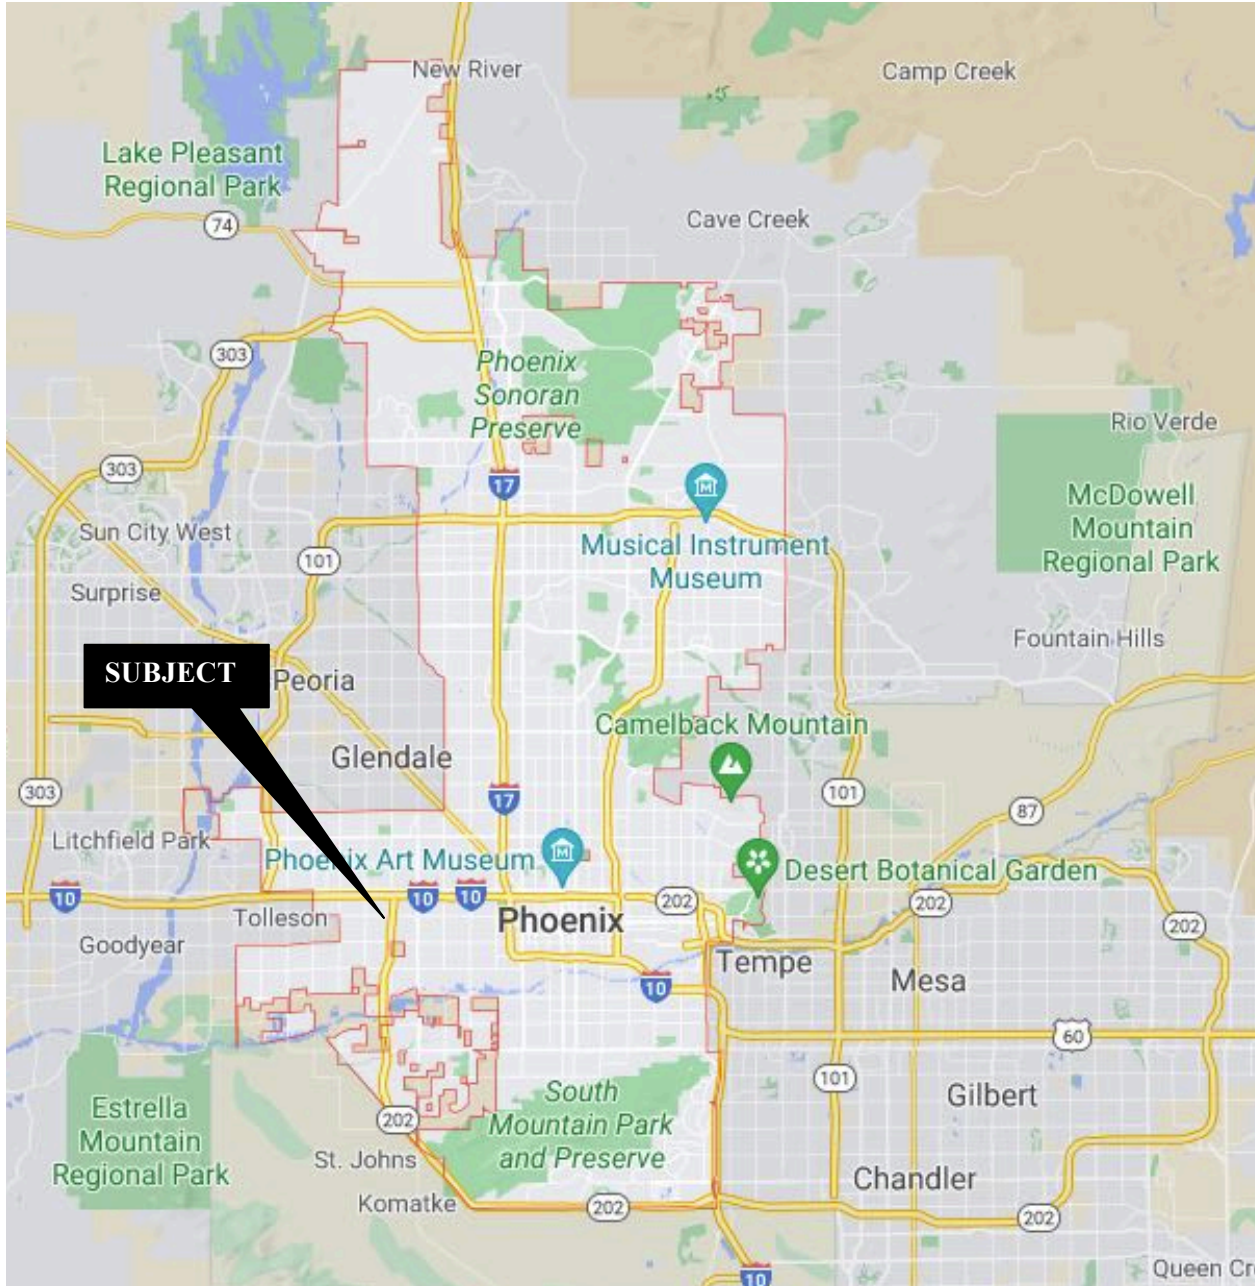 New River
Camp Creek
Lake Pleasant
Regional Park
74
Cave Creek
303
Phoenix
Sonoran
Preserve
Rio Verde
303
17
McDowell
Mountain
Regional Park
Sun City West
101
Musical Instrument
Museum
Surprise
Fountain Hills
SUBJECT
Peoria
Camelback Mountain
Glendale
303
17
101
87
Litchfield Park
Phoenix Art Museum
Desert Botanical Garden
10
10
10
202
202
Tolleson
Phoenix
202
Goodyear
Tempe
Mesa
10
60
101
Gilbert
Estrella
Mountain
Regional Park
South
Mountain Park
and Preserve
202
St. Johns
Chandler
Komatke
202
202
10
Queen Cr